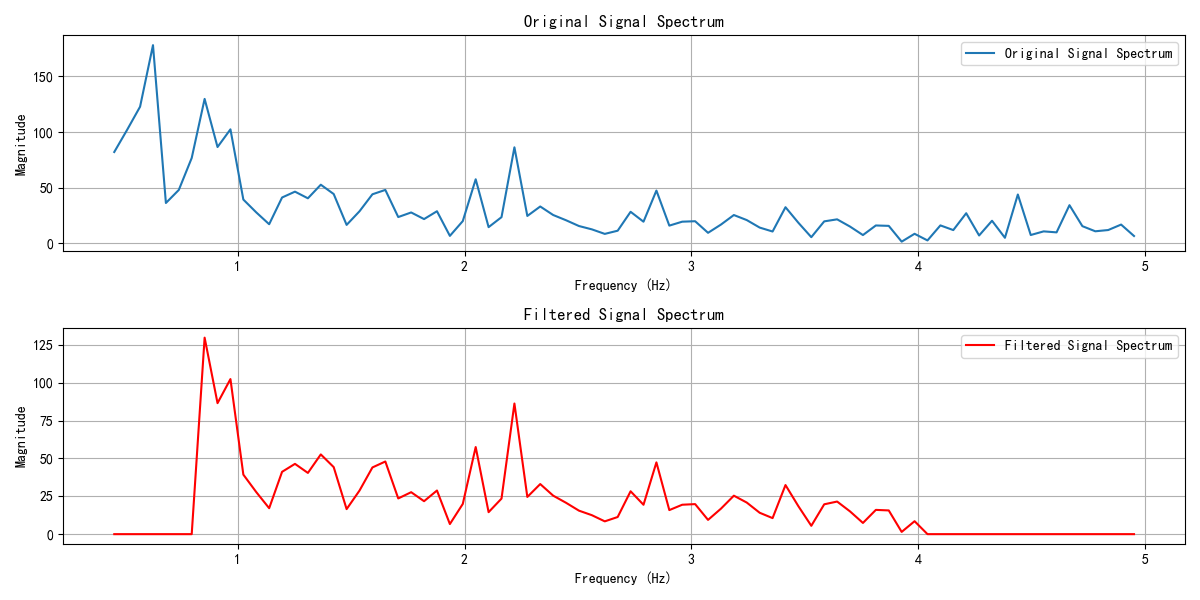 Original Signal Spectrum
Original Signal Spectrum
150
100
50
0
Magnitude
1 2 3 4 5
Frequency (Hz)
Filtered Signal Spectrum
Filtered Signal Spectrum
125
100
75
50
25
0
Magnitude
1 2 3 4 5
Frequency (Hz)